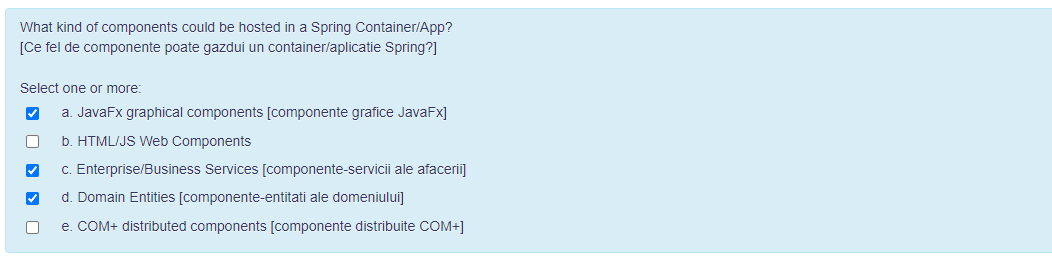 What kind of components could be hosted in a Spring Container/App?
[Ce fel de componente poate gazdui un container/aplicatie Spring?]
Select one or more:
a. JavaFx graphical components [componente grafice JavaFx]
b. HTML/JS Web Components
c. Enterprise/Business Services [componente-servicii ale afacerii]
d. Domain Entities [componente-entitati ale domeniului]
e. COM+ distributed components [componente distribuite COM+]